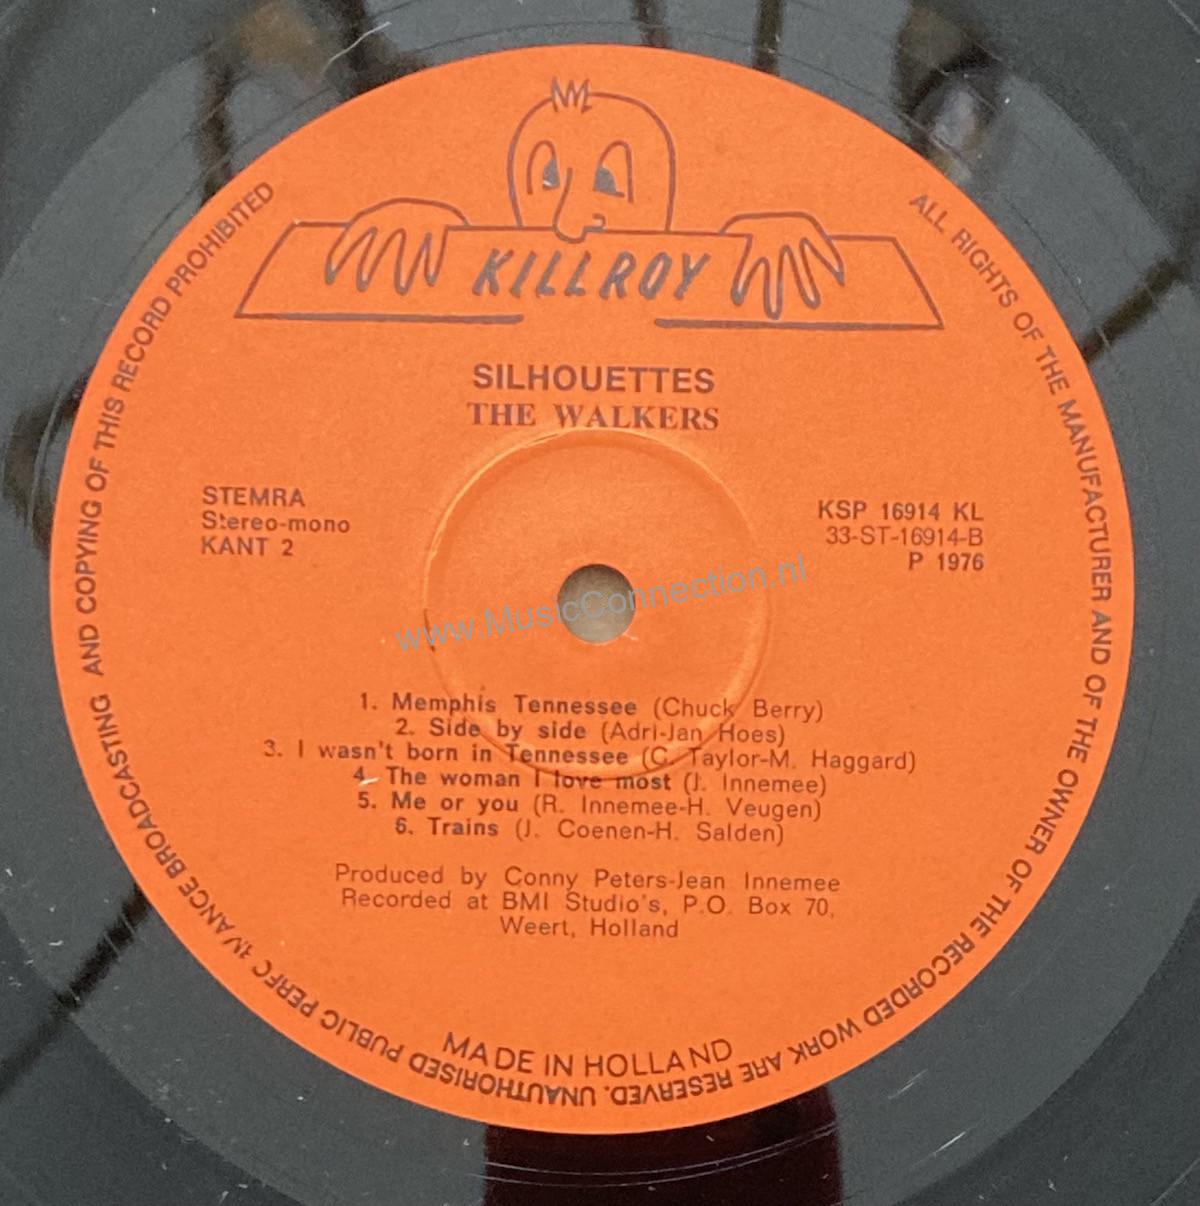 KILLROY
SILHOUETTES
THE WALKERS
STEMRA
Stereo-mono
KANT 2
KSP 16914 KL
33-ST-16914-B
P 1976
www.MusicConnection.nl
1. Memphis Tennessee (Chuck Berry)
2. Side by side (Adri-Jan Hoes)
3. I wasn't born in Tennessee (C. Taylor-M. Haggard)
4. The woman I love most (J. Innemee)
5. Me or you (R. Innemee-H. Veugen)
6. Trains (J. Coenen-H. Salden)
Produced by Conny Peters-Jean Innemee
Recorded at BMI Studio's, P.O. Box 70,
Weert, Holland
MADE IN HOLLAND
ALL RIGHTS OF THE MANUFACTURER AND OF THE OWNER OF THE RECORDED WORK ARE RESERVED. UNAUTHORISED PUBLIC BROADCASTING AND COPYING OF THIS RECORD PROHIBITED